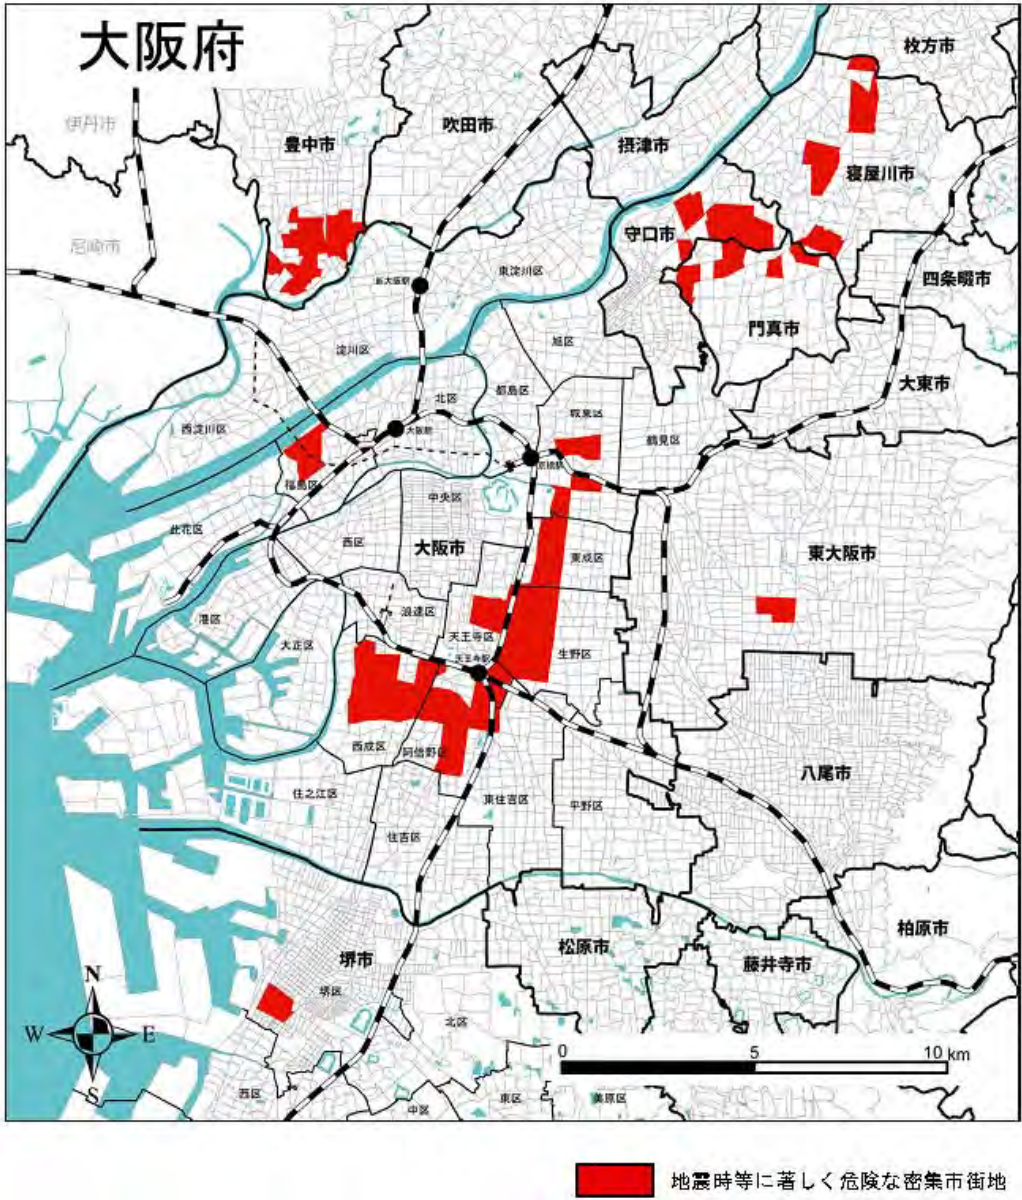 大阪府
枚方市
伊丹市
豊中市
吹田市
摂津市
寝屋川市
尼崎市
守口市
東淀川区
新大阪駅
四条畷市
門真市
淀川区
旭区
大東市
北区
都島区
城東区
西淀川区
大阪駅
鶴見区
京橋駅
福島区
中央区
此花区
西区
大阪市
東成区
東大阪市
浪速区
港区
大正区
天王寺区
天王寺駅
生野区
西成区
阿倍野区
八尾市
住之江区
東住吉区
平野区
住吉区
柏原市
堺市
松原市
藤井寺市
N
堺区
W
E
北区
S
0 5 10 km
西区
中区
東区
美原区
地震時等に著しく危険な密集市街地